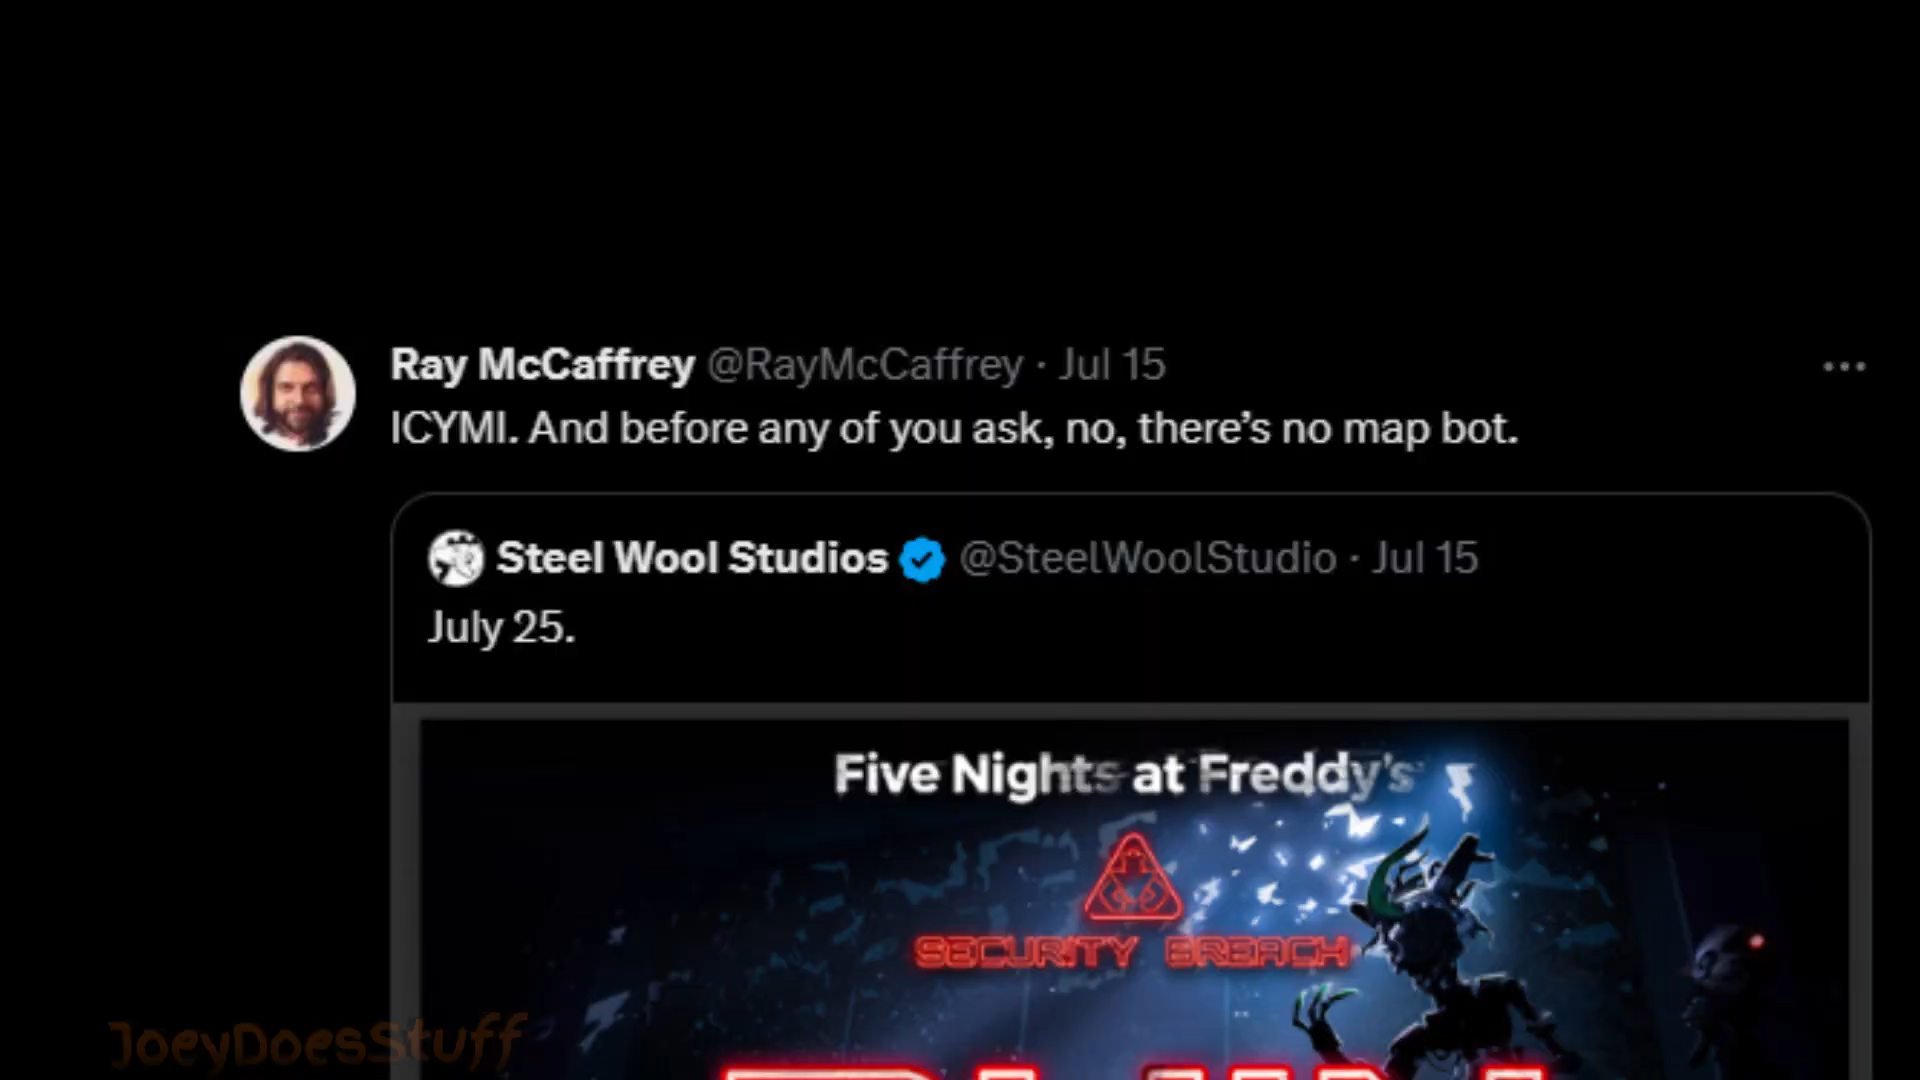 Ray McCaffrey @RayMcCaffrey · Jul 15
ICYMI. And before any of you ask, no, there’s no map bot.
Steel Wool Studios @SteelWoolStudio · Jul 15
July 25.
Five Nights at Freddy's
SECURITY BREACH
JoeyDoesStuff